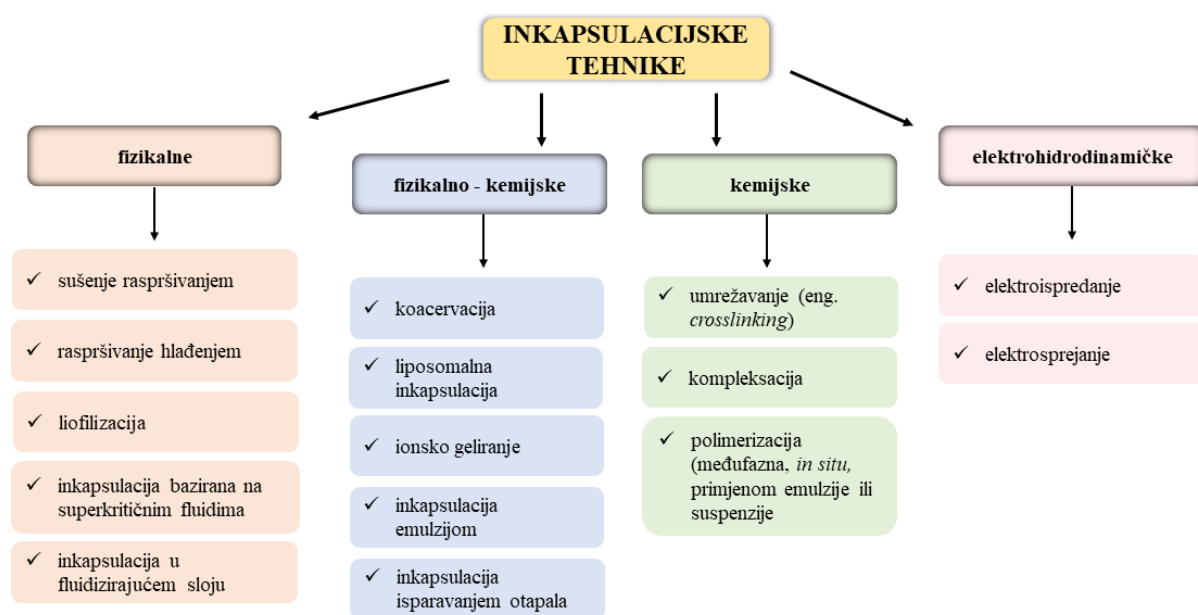 INKAPSULACIJSKE
TEHNIKE
fizikalne
sušenje raspršivanjem
raspršivanje hlađenjem
liofilizacija
inkapsulacija bazirana na
superkritičnim fluidima
inkapsulacija u
fluidizirajućem sloju
fizikalno - kemijske
koacervacija
liposomalna
inkapsulacija
ionsko geliranje
inkapsulacija
emulzijom
inkapsulacija
isparavanjem otapala
kemijske
umrežavanje (eng.
crosslinking)
kompleksacija
polimerizacija
(međufazna, in situ,
primjenom emulzije ili
suspenzije
elektrohidrodinamičke
elektroispredanje
elektrosprejanje